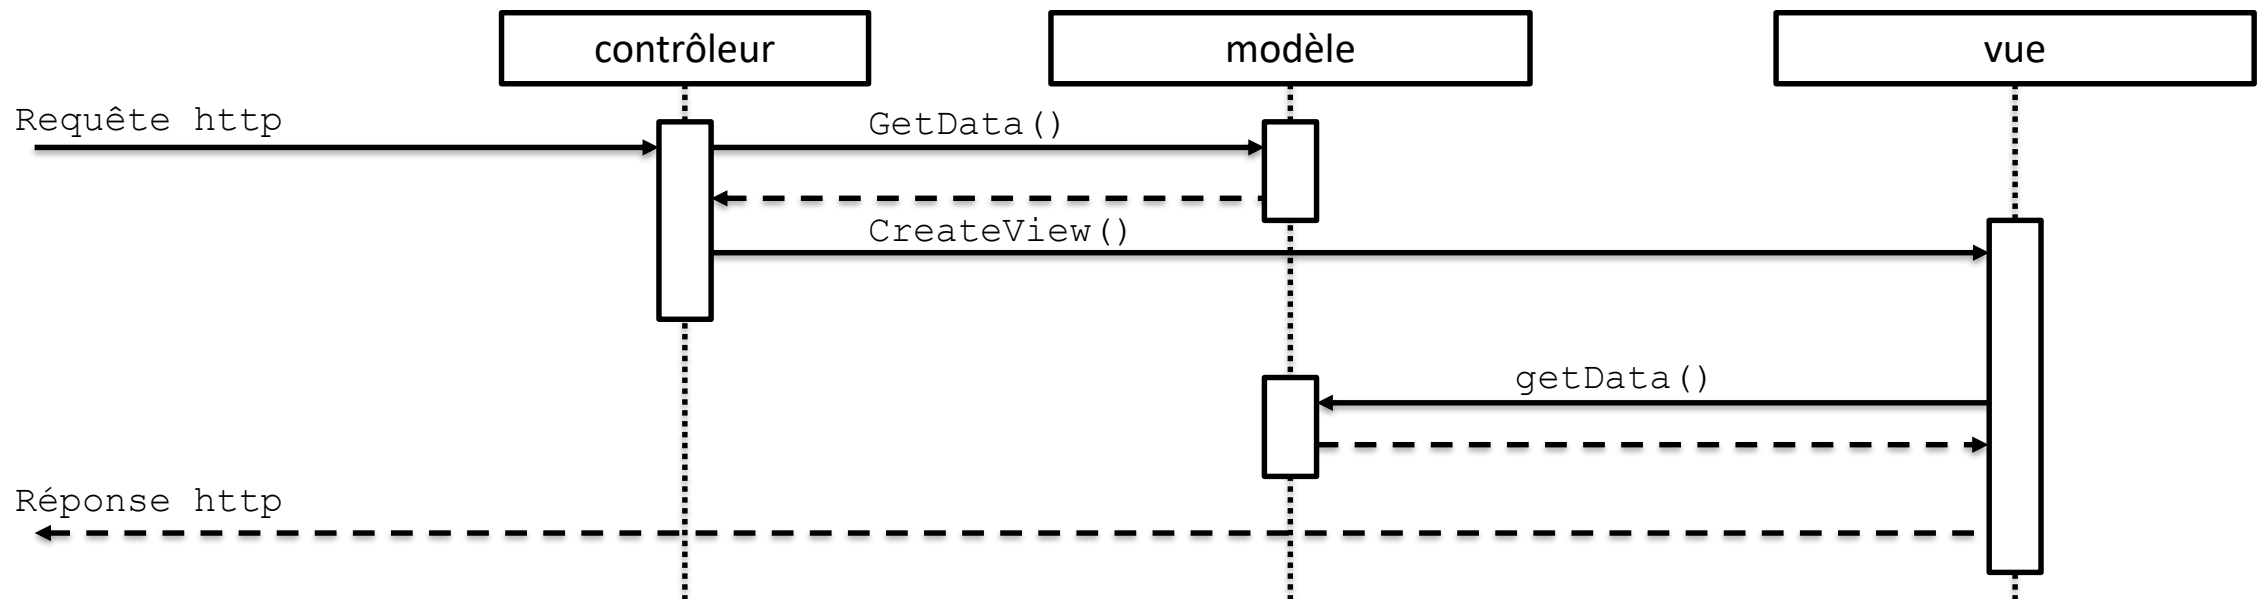 contrôleur
modèle
vue
Requête http
GetData()
CreateView()
getData()
Réponse http